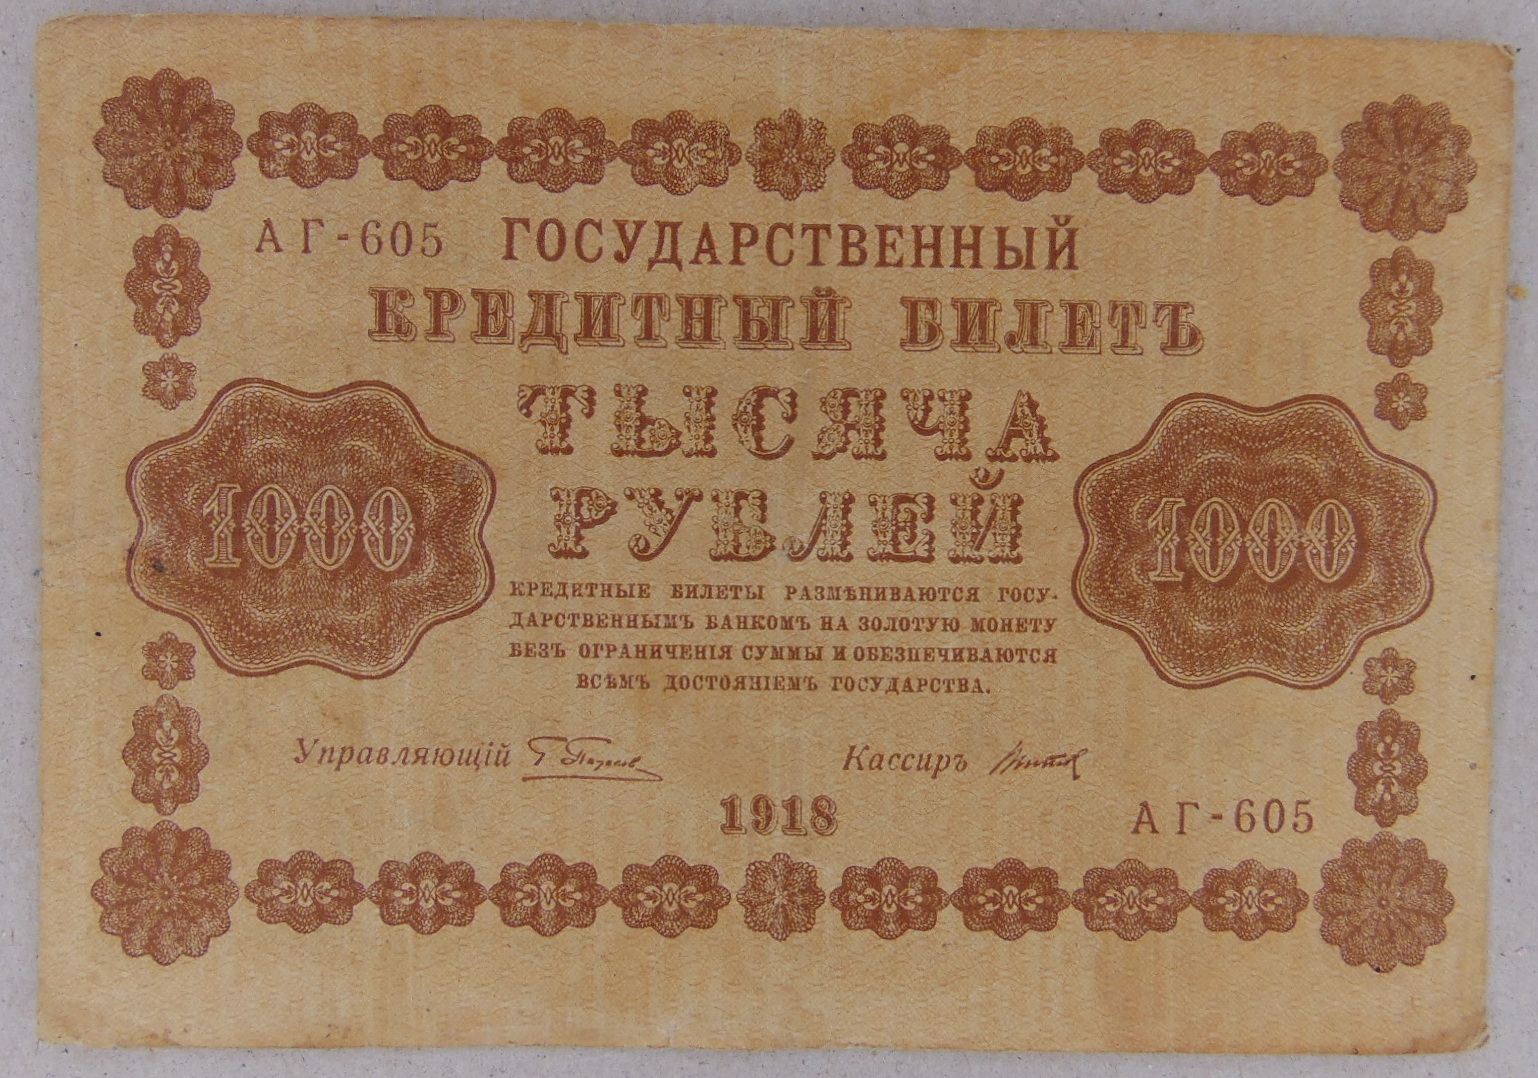 АГ-605 ГОСУДАРСТВЕННЫЙ
КРЕДИТНЫЙ БИЛЕТЪ
ТЫСЯЧА
РУБЛЕЙ
1000 1000
КРЕДИТНЫЕ БИЛЕТЫ РАЗМѢНИВАЮТСЯ ГОСУ-
ДАРСТВЕННЫМЪ БАНКОМЪ НА ЗОЛОТУЮ МОНЕТУ
БЕЗЪ ОГРАНИЧЕНІЯ СУММЫ И ОБЕЗПЕЧИВАЮТСЯ
ВСѢМЪ ДОСТОЯНІЕМЪ ГОСУДАРСТВА.
Управляющій Кассиръ
1918 АГ-605